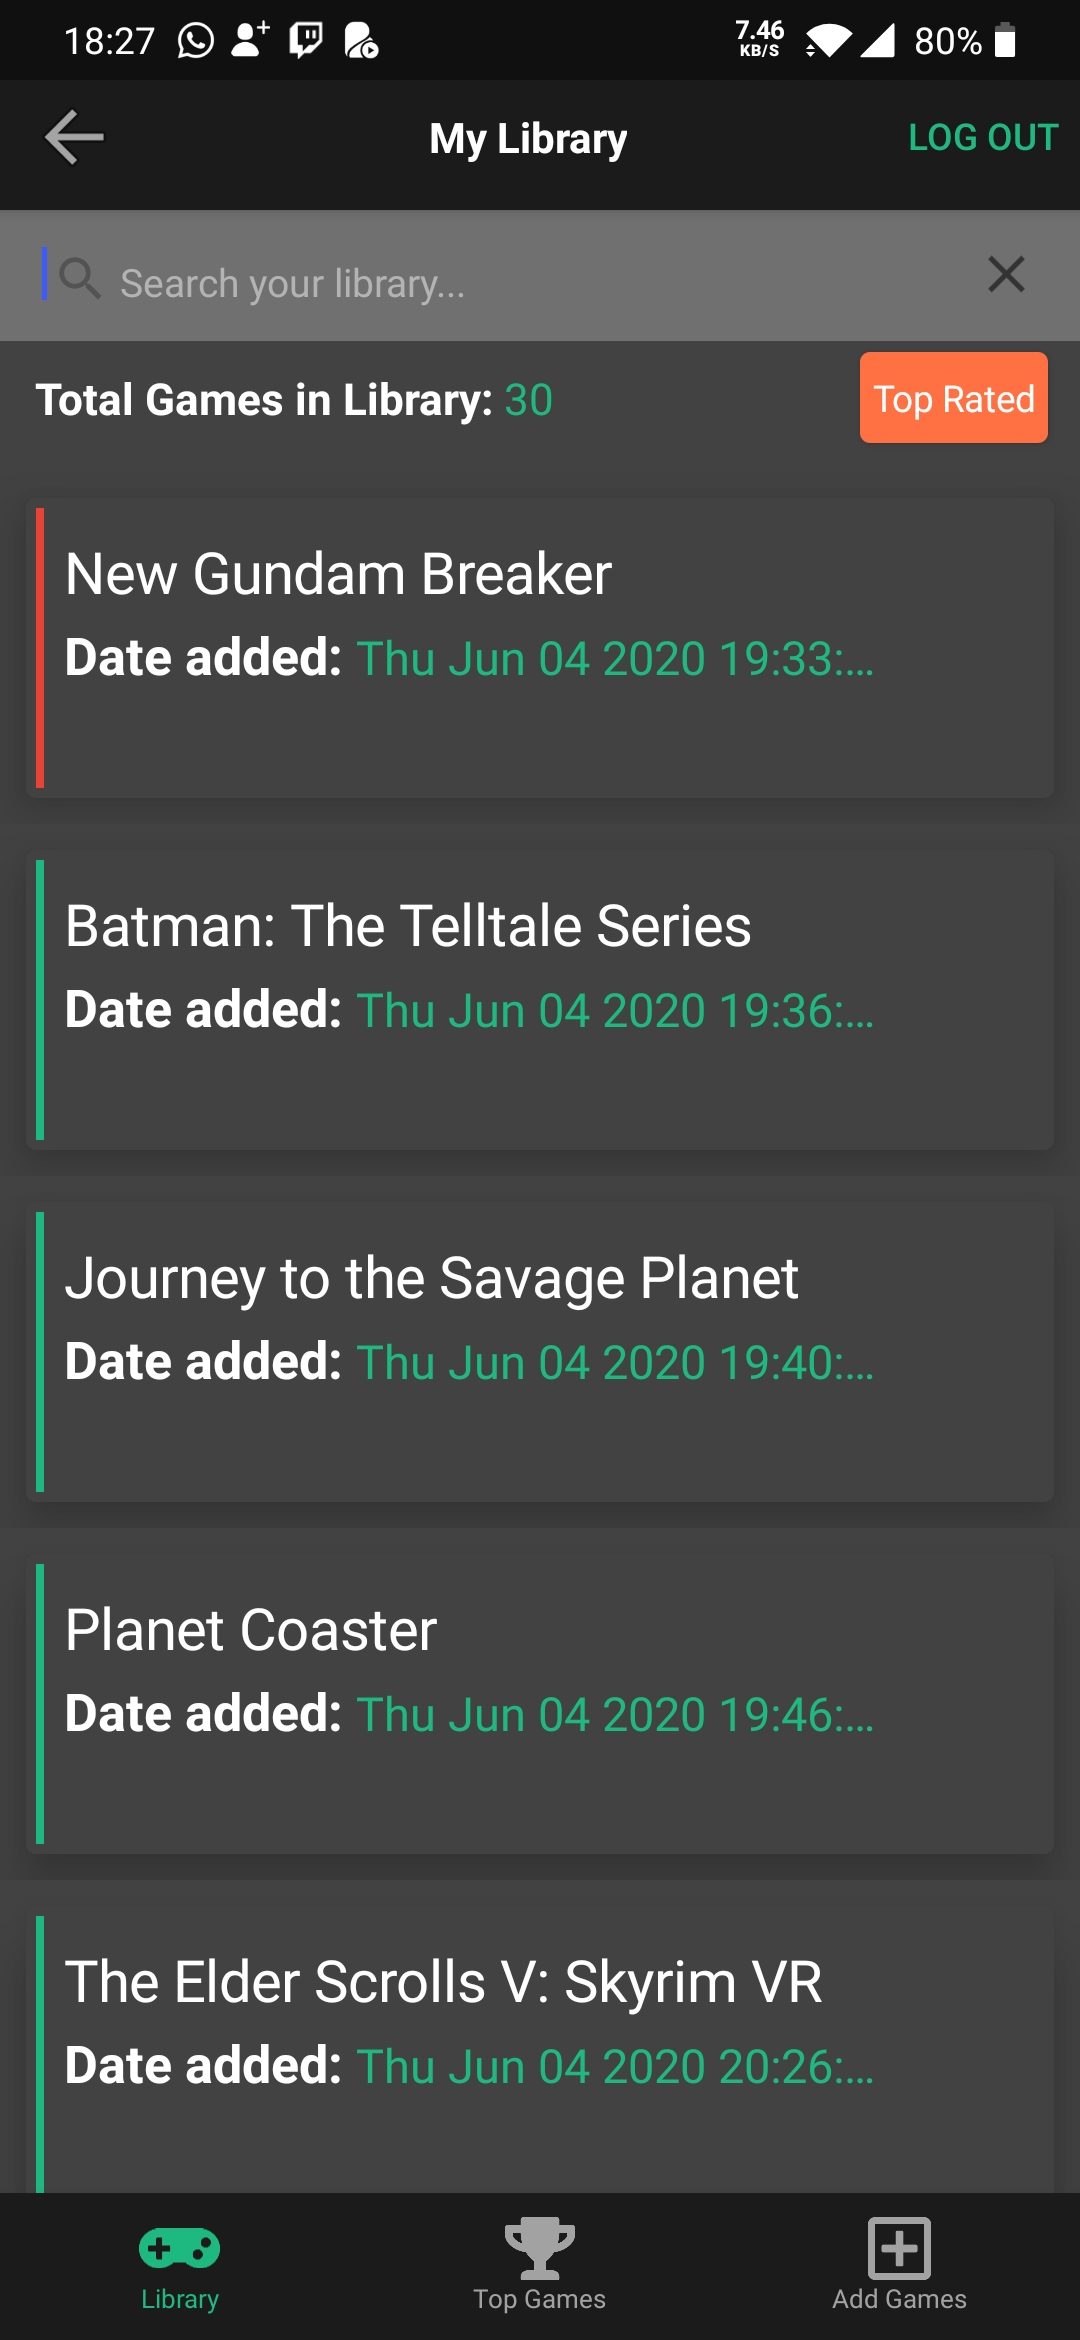 18:27 7.46 KB/S 80%
My Library LOG OUT
Search your library...
Total Games in Library: 30 Top Rated
New Gundam Breaker
Date added: Thu Jun 04 2020 19:33:...
Batman: The Telltale Series
Date added: Thu Jun 04 2020 19:36:...
Journey to the Savage Planet
Date added: Thu Jun 04 2020 19:40:...
Planet Coaster
Date added: Thu Jun 04 2020 19:46:...
The Elder Scrolls V: Skyrim VR
Date added: Thu Jun 04 2020 20:26:...
Library Top Games Add Games